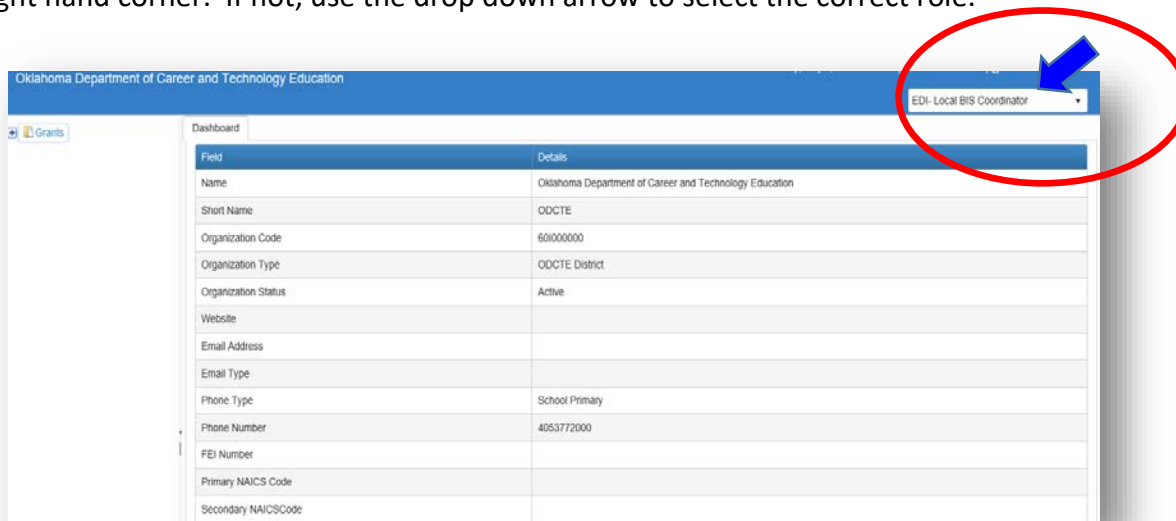 ght hand corner. If not, use the drop down arrow to select the correct role.
Oklahoma Department of Career and Technology Education
EDI- Local BIS Coordinator
Grants
Dashboard
Field Details
Name Oklahoma Department of Career and Technology Education
Short Name ODCTE
Organization Code 60I000000
Organization Type ODCTE District
Organization Status Active
Website
Email Address
Email Type
Phone Type School Primary
Phone Number 4053772000
FEI Number
Primary NAICS Code
Secondary NAICSCode